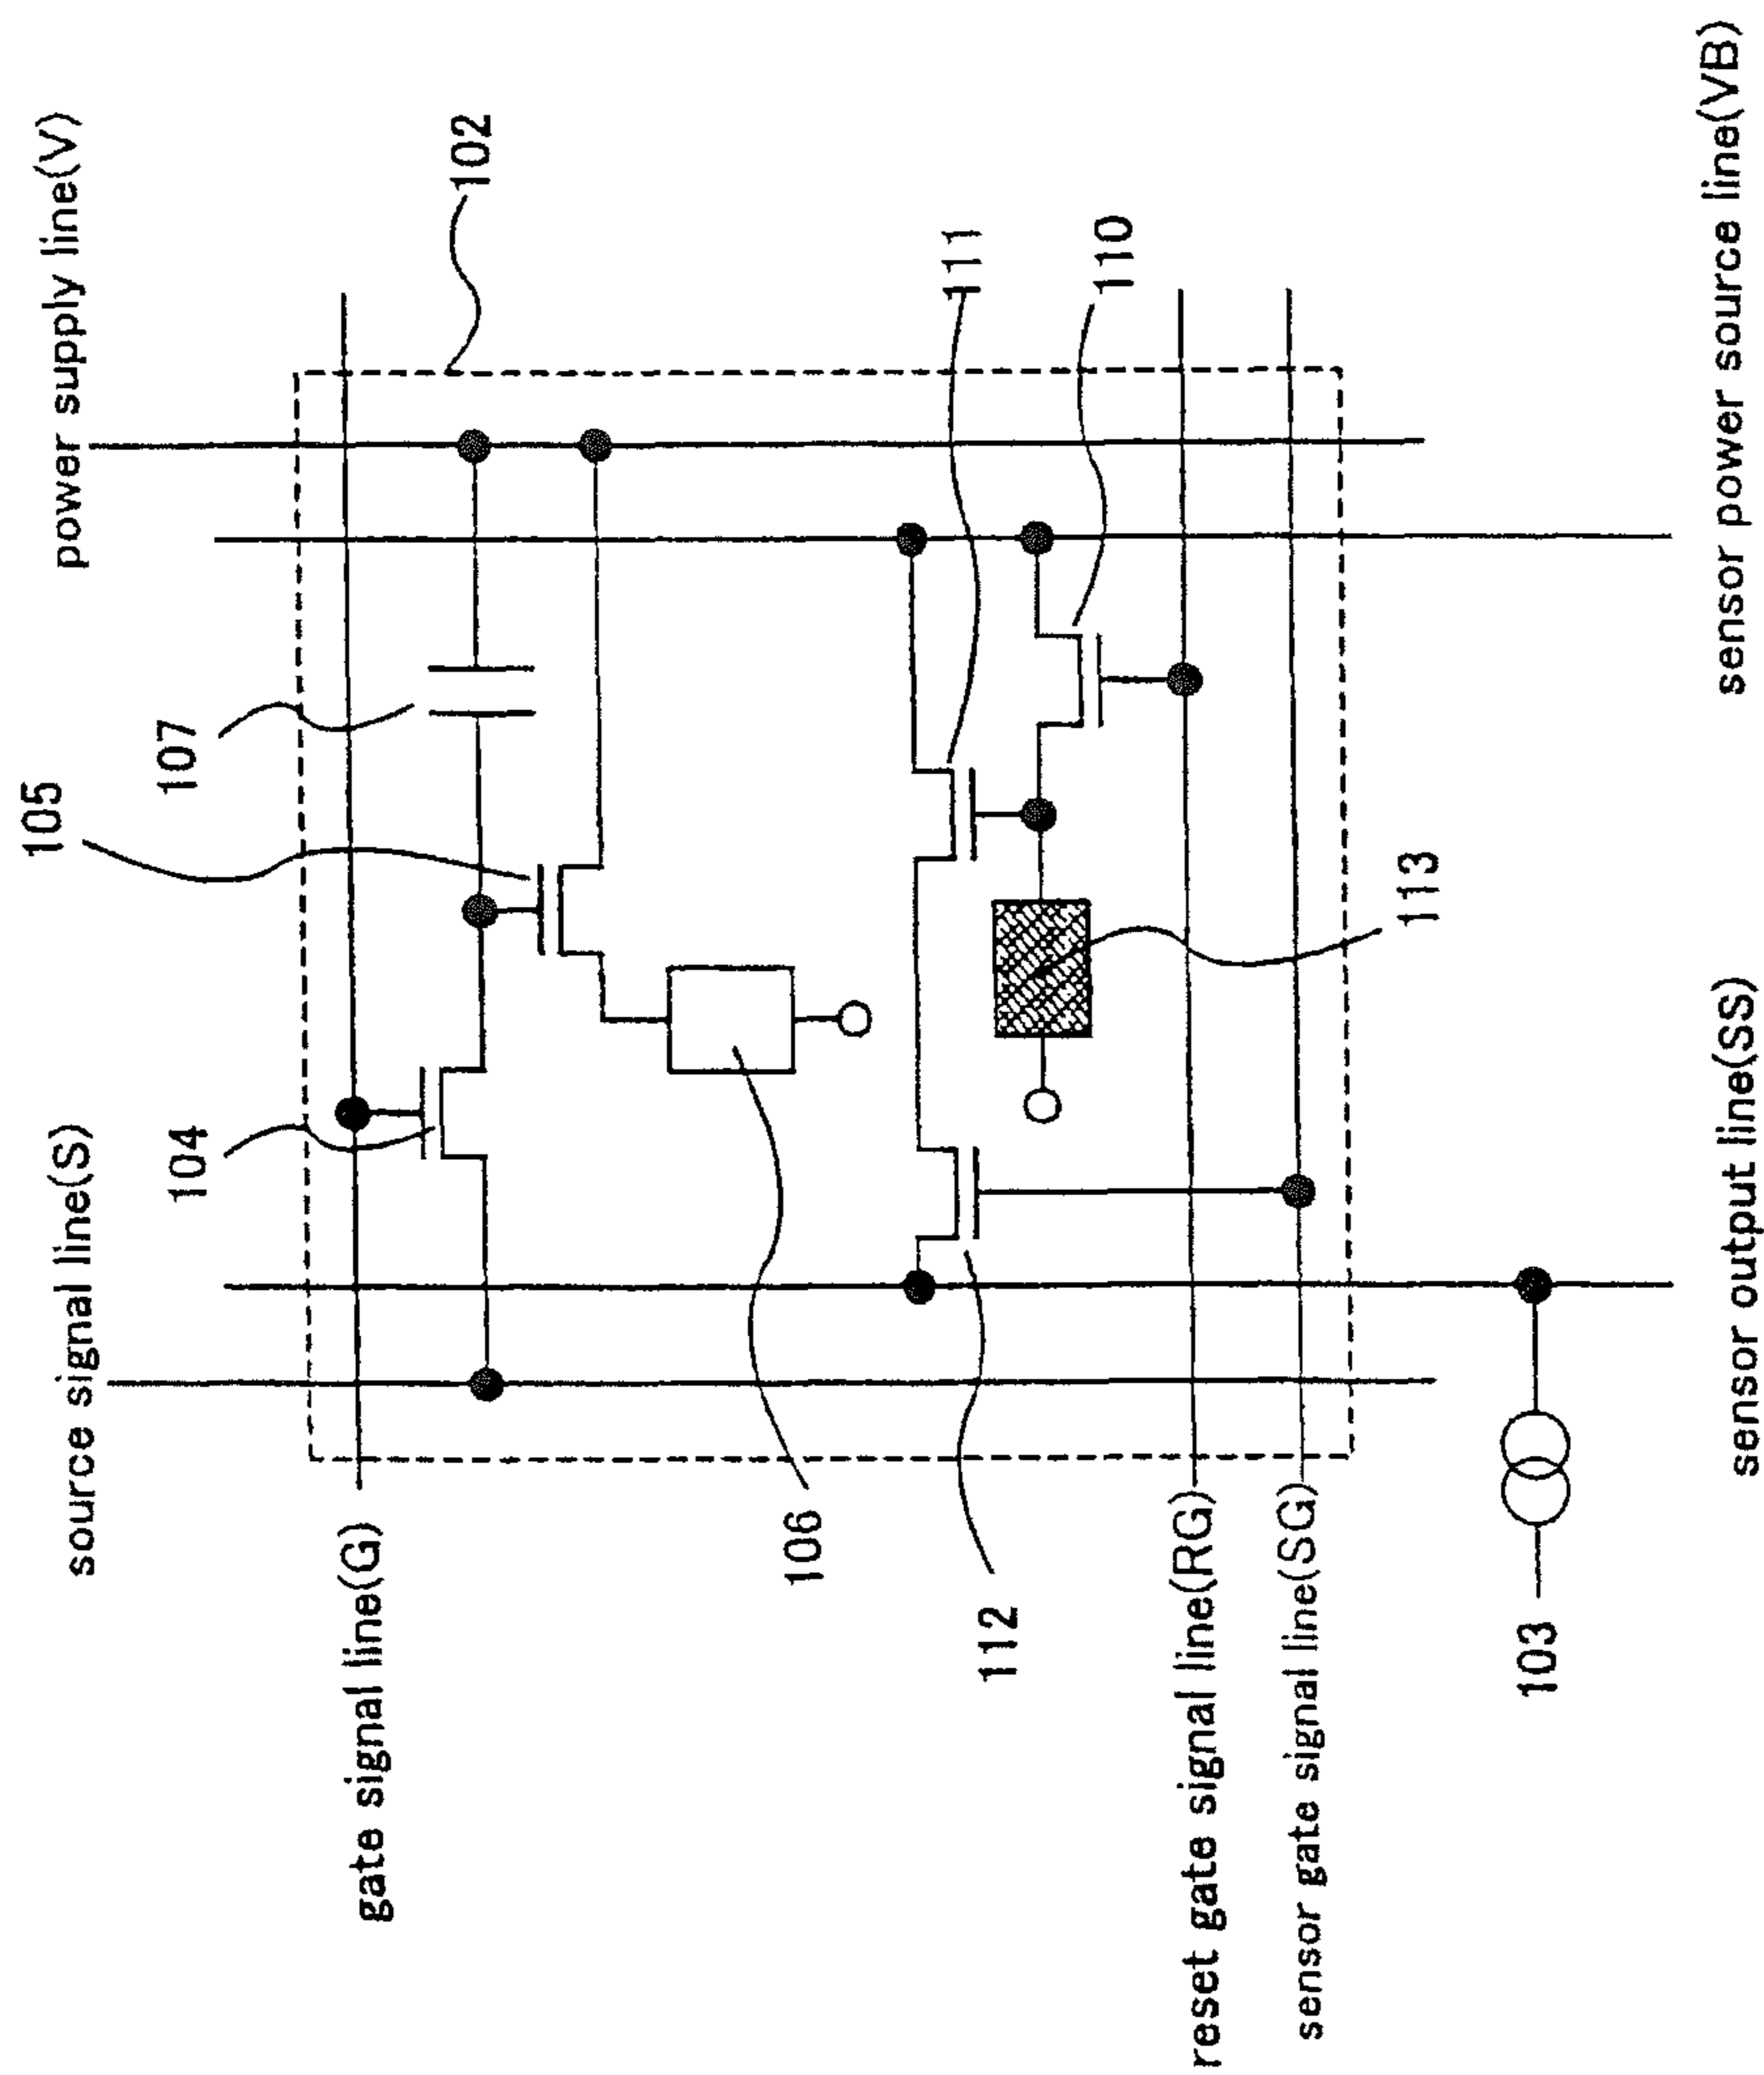 source signal line(S)
power supply line(V)
gate signal line(G)
104
105
107
102
106
111
110
112
113
reset gate signal line(RG)
sensor gate signal line(SG)
103
sensor output line(SS)
sensor power source line(VB)